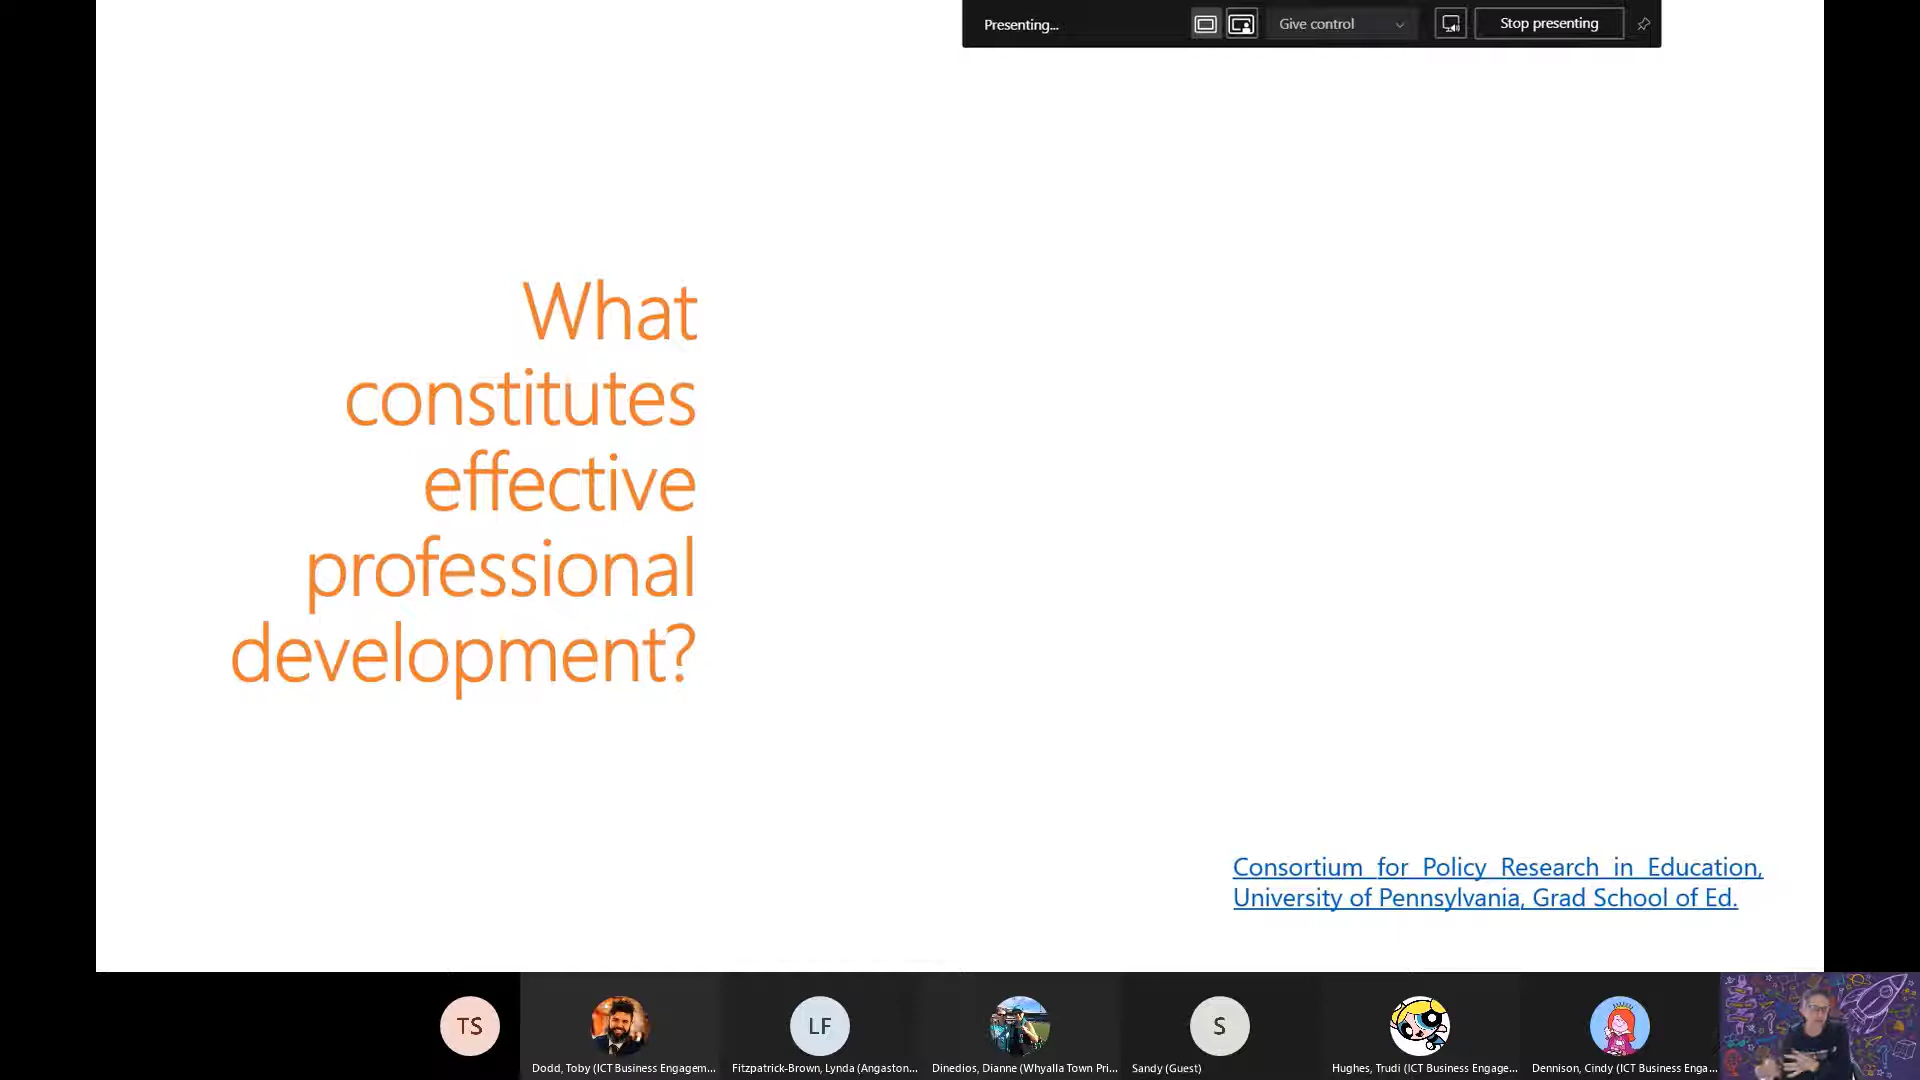 Presenting...
Give control
Stop presenting
What
constitutes
effective
professional
development?
Consortium for Policy Research in Education,
University of Pennsylvania, Grad School of Ed.
TS
LF
S
Dodd, Toby (ICT Business Engagem...
Fitzpatrick-Brown, Lynda (Angaston...
Dinedios, Dianne (Whyalla Town Pri...
Sandy (Guest)
Hughes, Trudi (ICT Business Engage...
Dennison, Cindy (ICT Business Enga...